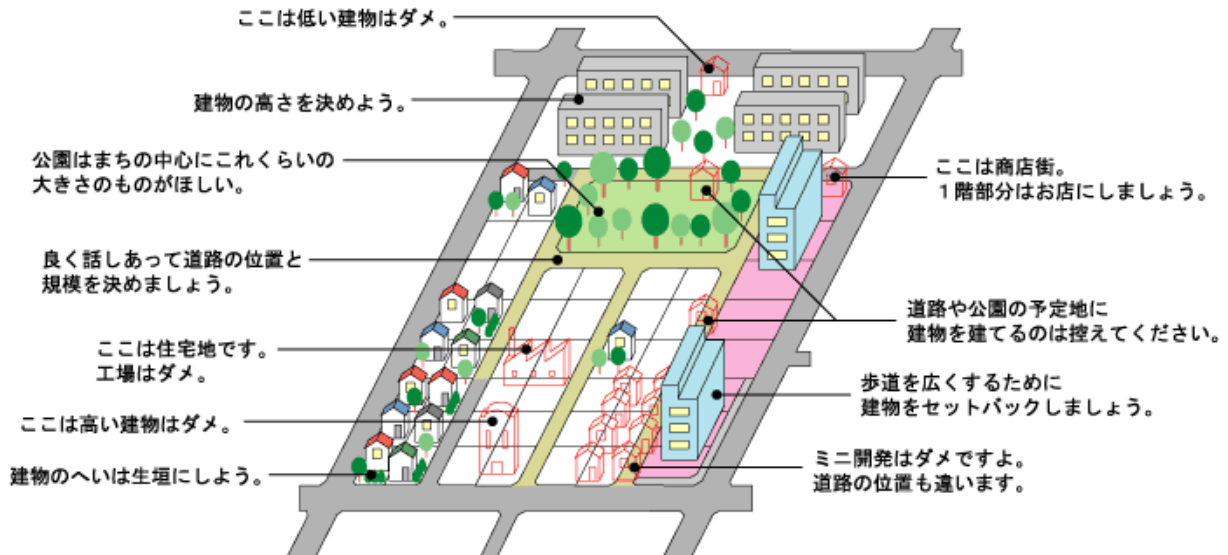 ここは低い建物はダメ。
建物の高さを決めよう。
公園はまちの中心にこれくらいの
大きさのものがほしい。
ここは商店街。
１階部分はお店にしましょう。
良く話しあって道路の位置と
規模を決めましょう。
道路や公園の予定地に
建物を建てるのは控えてください。
ここは住宅地です。
工場はダメ。
歩道を広くするために
建物をセットバックしましょう。
ここは高い建物はダメ。
建物のへいは生垣にしよう。
ミニ開発はダメですよ。
道路の位置も違います。